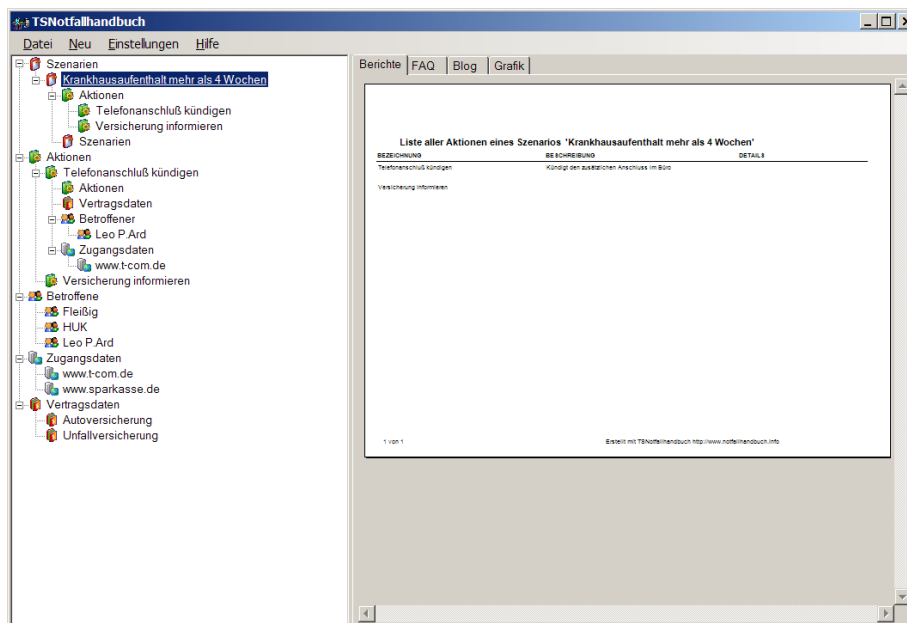 TSNotfallhandbuch
Datei Neu Einstellungen Hilfe
Szenarien
Krankhausaufenthalt mehr als 4 Wochen
Aktionen
Telefonanschluß kündigen
Versicherung informieren
Szenarien
Aktionen
Telefonanschluß kündigen
Aktionen
Vertragsdaten
Betroffener
Leo P.Ard
Zugangsdaten
www.t-com.de
Versicherung informieren
Betroffene
Fleißig
HUK
Leo P.Ard
Zugangsdaten
www.t-com.de
www.sparkasse.de
Vertragsdaten
Autoversicherung
Unfallversicherung
Berichte FAQ Blog Grafik
Liste aller Aktionen eines Szenarios 'Krankhausaufenthalt mehr als 4 Wochen'
BEZEICHNUNG BESCHREIBUNG DETAILS
Telefonanschluß kündigen Kündigt den zusätzlichen Anschluss im Büro
Versicherung informieren
1 von 1 Erstellt mit TSNotfallhandbuch http://www.notfallhandbuch.info